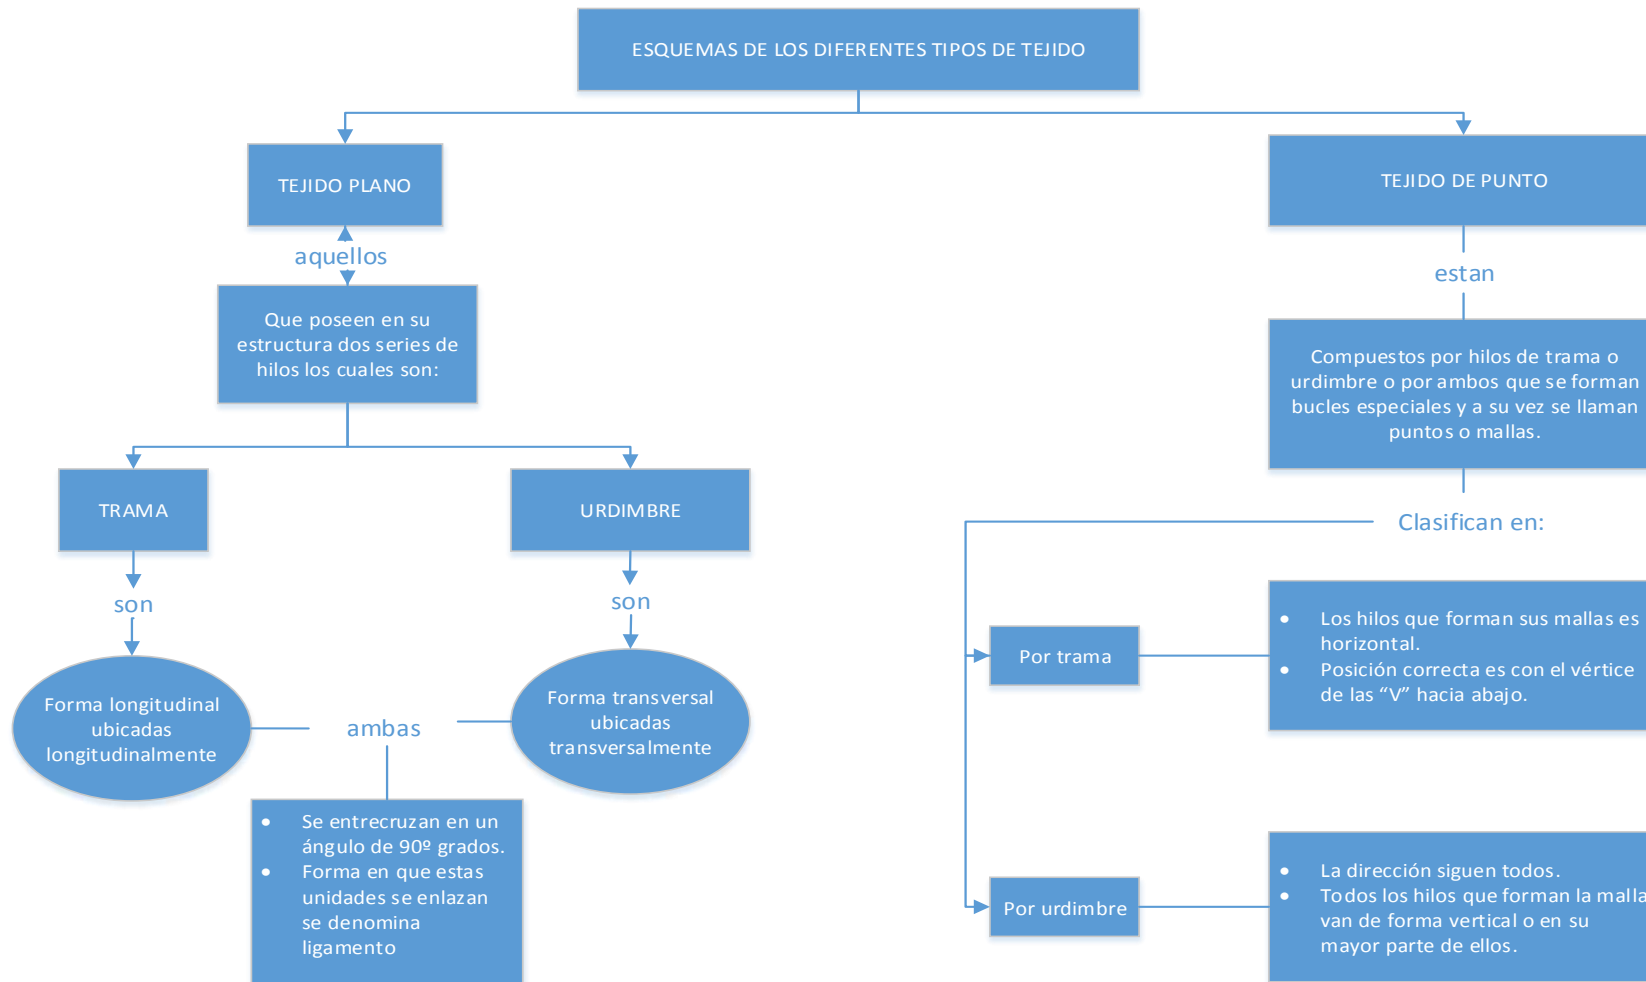 ESQUEMAS DE LOS DIFERENTES TIPOS DE TEJIDO
TEJIDO PLANO
aquellos
Que poseen en su
estructura dos series de
hilos los cuales son:
TRAMA
URDIMBRE
son
son
Forma longitudinal
ubicadas
longitudinalmente
ambas
Forma transversal
ubicadas
transversalmente
• Se entrecruzan en un
ángulo de 90º grados.
• Forma en que estas
unidades se enlazan
se denomina
ligamento
TEJIDO DE PUNTO
estan
Compuestos por hilos de trama o
urdimbre o por ambos que se forman
bucles especiales y a su vez se llaman
puntos o mallas.
Clasifican en:
Por trama
• Los hilos que forman sus mallas es
horizontal.
• Posición correcta es con el vértice
de las “V” hacia abajo.
Por urdimbre
• La dirección siguen todos.
• Todos los hilos que forman la malla
van de forma vertical o en su
mayor parte de ellos.